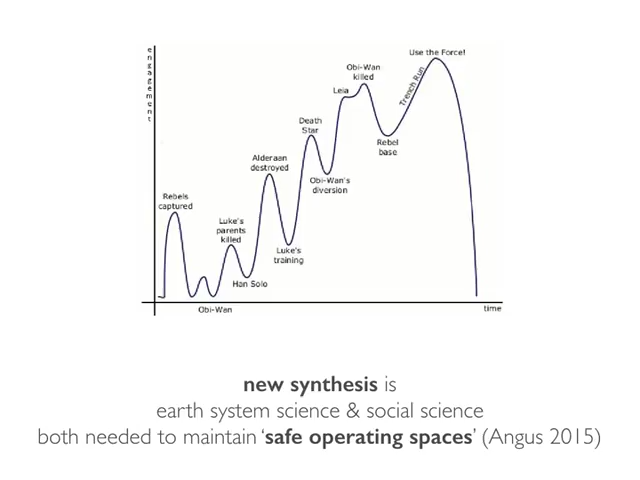 engagement
Use the Force!
Obi-Wan
killed
Leia
Trench Run
Death
Star
Rebel
base
Alderaan
destroyed
Obi-Wan's
diversion
Rebels
captured
Luke's
parents
killed
Luke's
training
Han Solo
Obi-Wan
time
new synthesis is
earth system science & social science
both needed to maintain ‘safe operating spaces’ (Angus 2015)